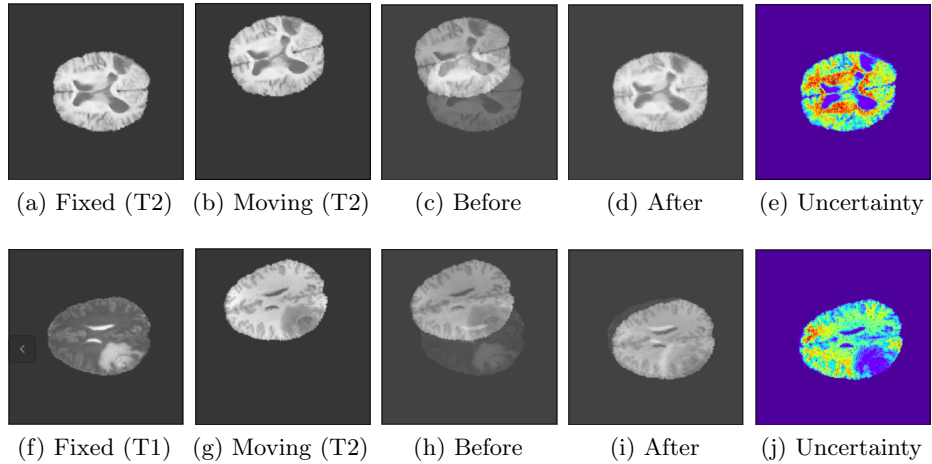 (a) Fixed (T2) (b) Moving (T2) (c) Before (d) After (e) Uncertainty
(f) Fixed (T1) (g) Moving (T2) (h) Before (i) After (j) Uncertainty